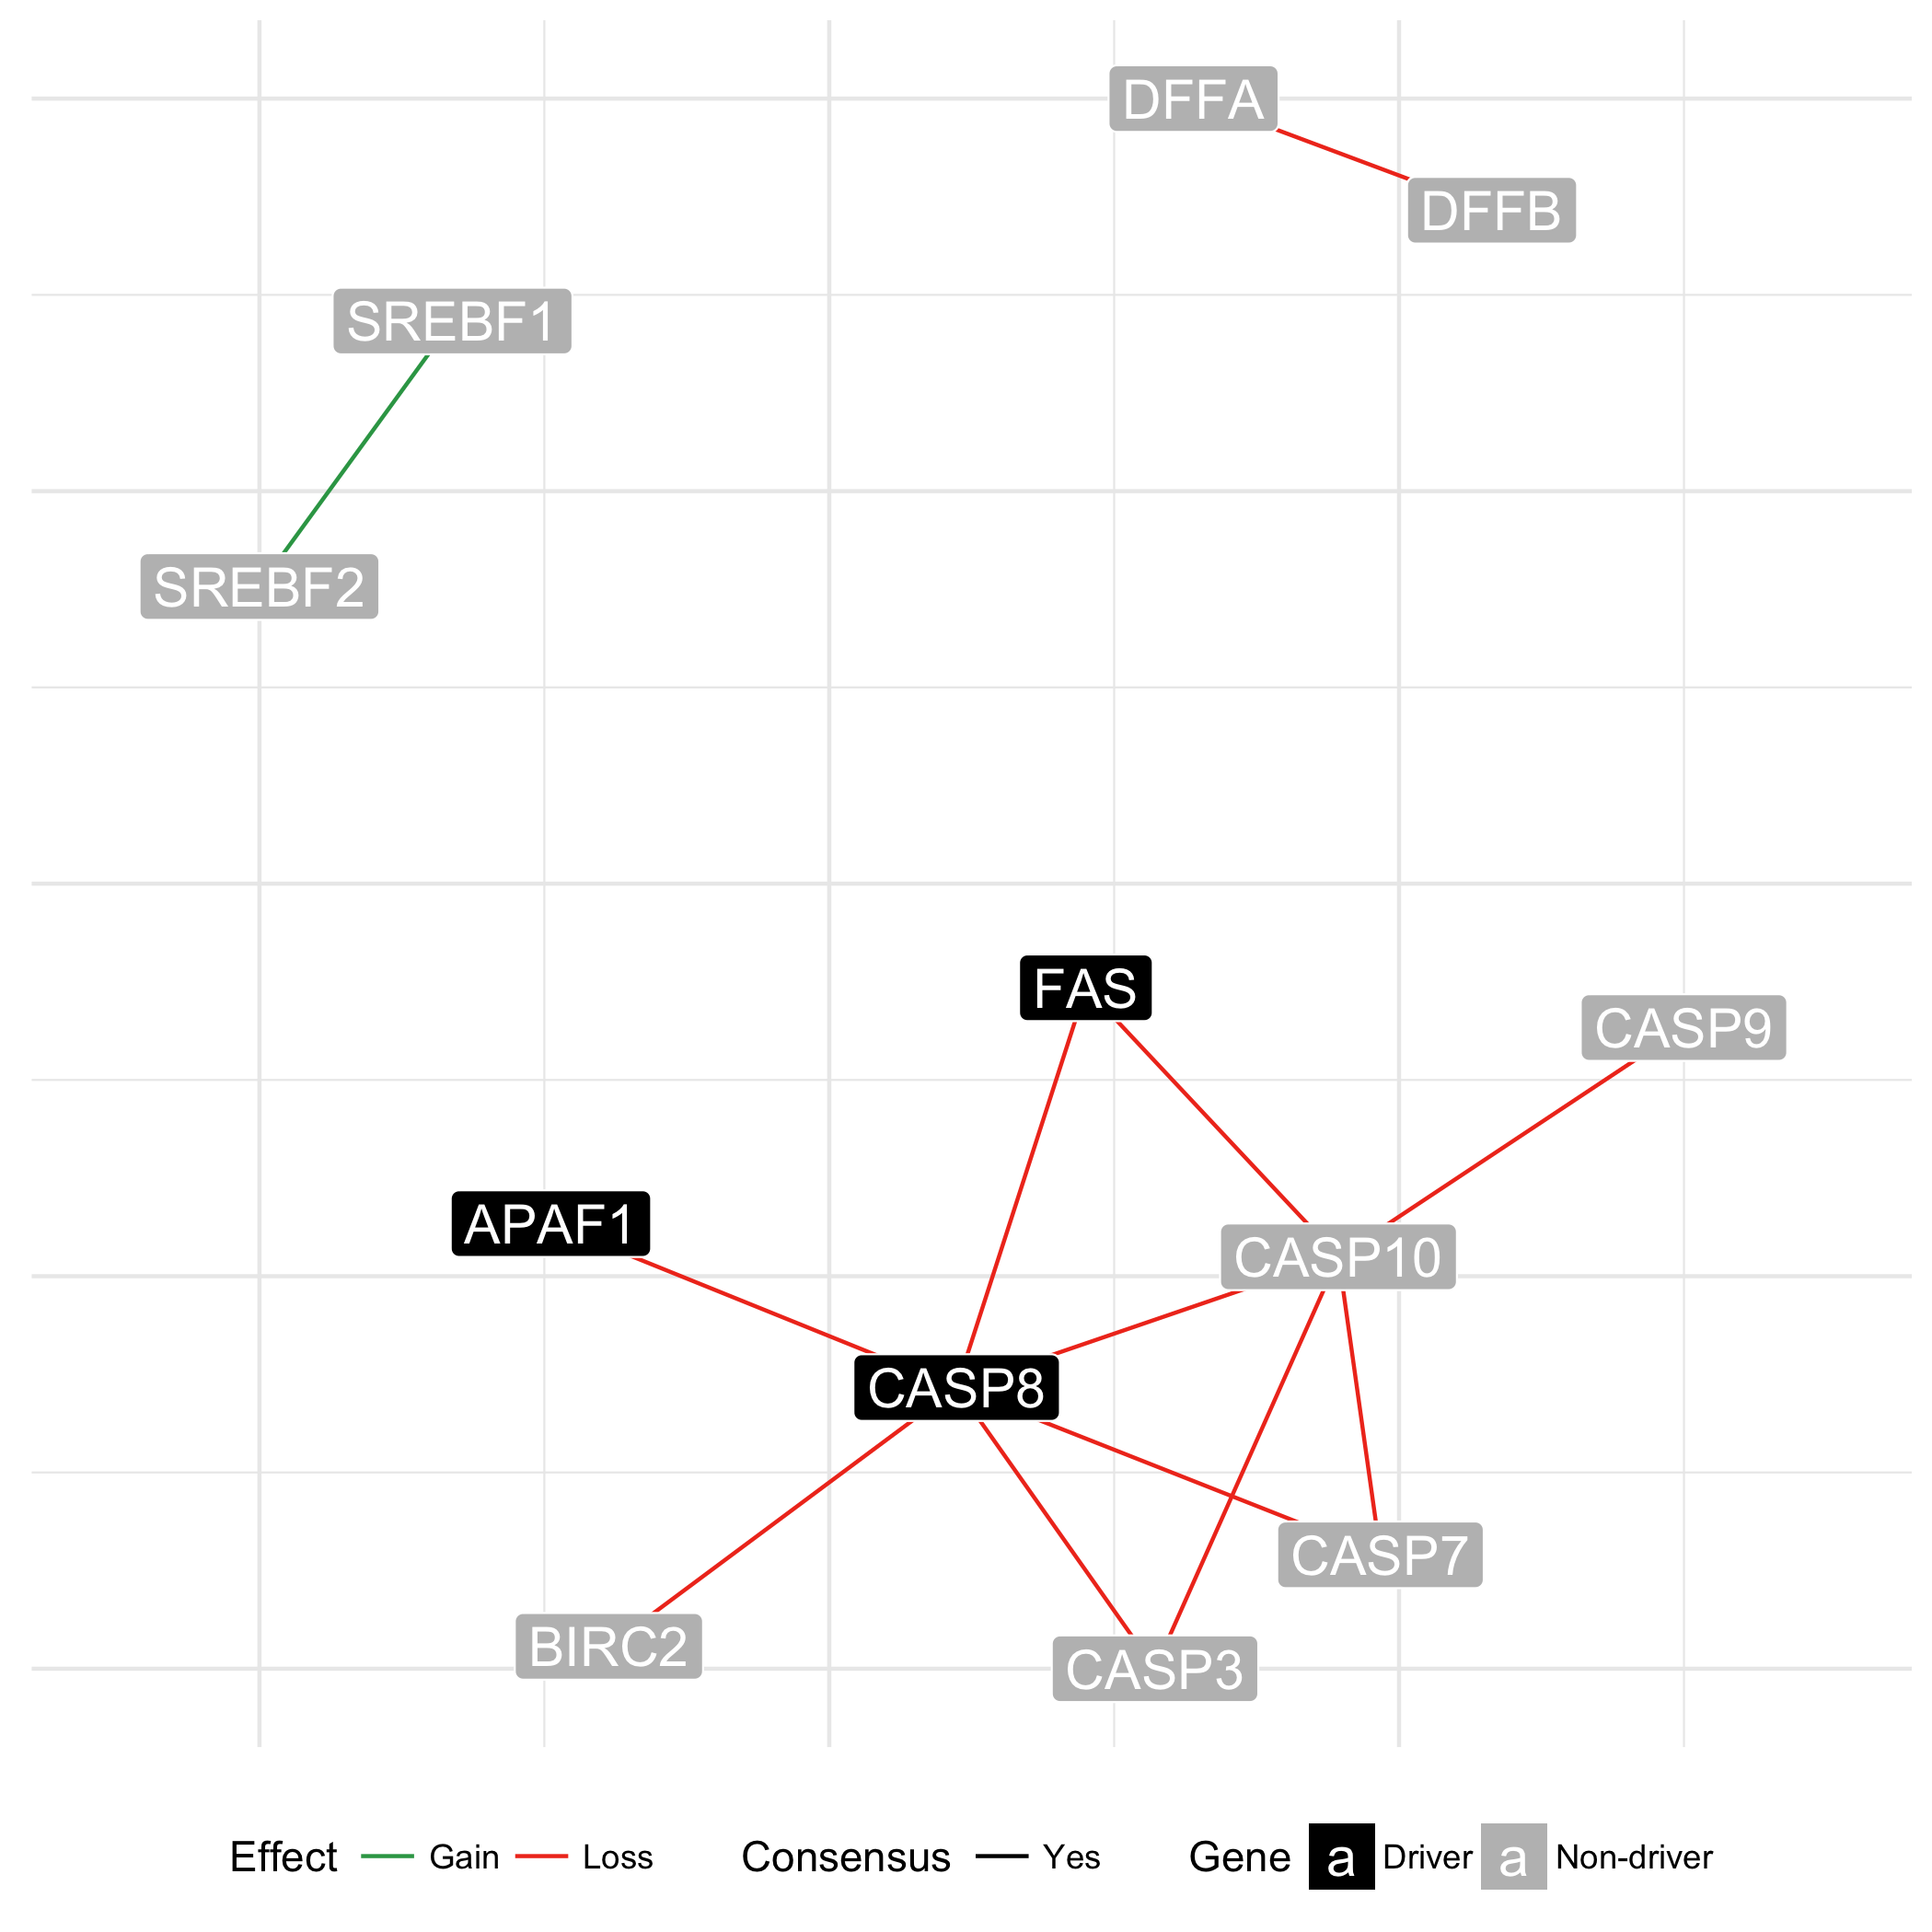 DFFA
DFFB
SREBF1
SREBF2
FAS
CASP9
APAF1
CASP10
CASP8
CASP7
BIRC2
CASP3
Effect Gain Loss Consensus Yes Gene a Driver a Non-driver